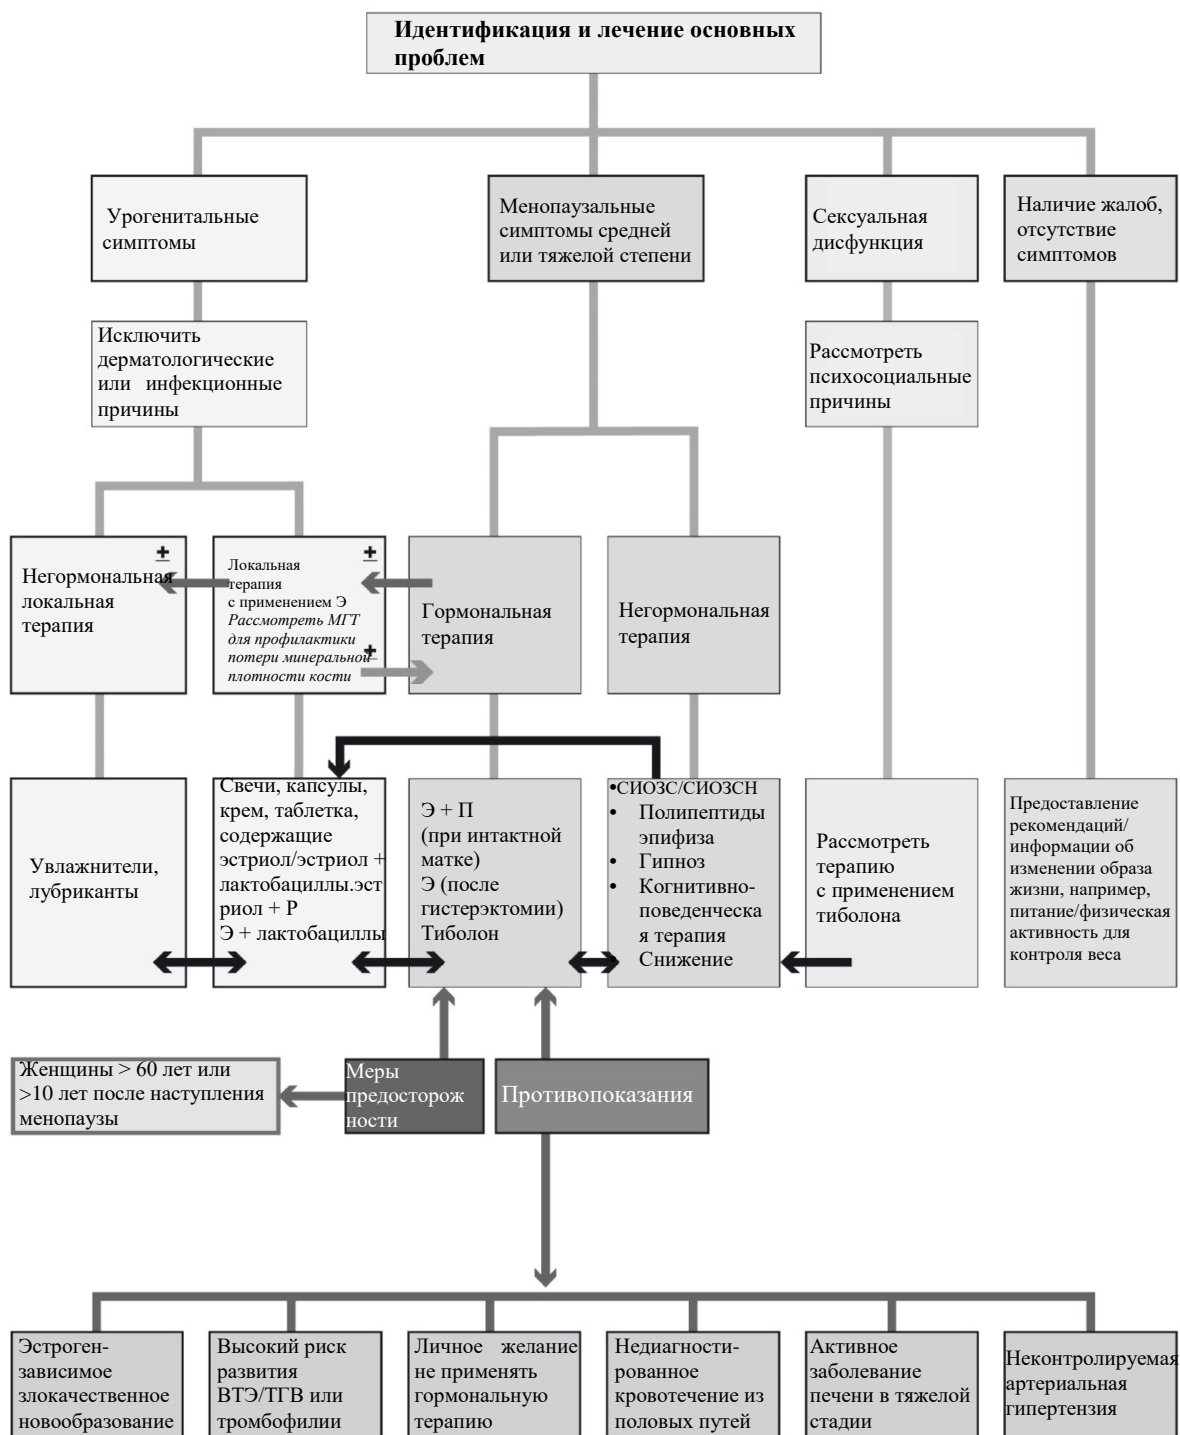 Идентификация и лечение основных
проблем
Урогенитальные
симптомы
Менопаузальные
симптомы средней
или тяжелой степени
Сексуальная
дисфункция
Наличие жалоб,
отсутствие
симптомов
Исключить
дерматологические
или инфекционные
причины
Рассмотреть
психосоциальные
причины
Негормональная
локальная
терапия
±
Локальная
терапия
с применением Э
Рассмотреть МГТ
для профилактики
потери минеральной
плотности кости
±
±
Гормональная
терапия
Негормональная
терапия
Увлажнители,
лубриканты
Свечи, капсулы,
крем, таблетка,
содержащие
эстриол/эстриол +
лактобациллы.эст
риол + Р
Э + лактобациллы
Э + П
(при интактной
матке)
Э (после
гистерэктомии)
Тиболон
•СИОЗС/СИОЗСН
• Полипептиды
эпифиза
• Гипноз
• Когнитивно-
поведенческа
я терапия
• Снижение
Рассмотреть
терапию
с применением
тиболона
Предоставление
рекомендаций/
информации об
изменении образа
жизни, например,
питание/физическая
активность для
контроля веса
Женщины > 60 лет или
>10 лет после наступления
менопаузы
Меры
предосторож
ности
Противопоказания
Эстроген-
зависимое
злокачественное
новообразование
Высокий риск
развития
ВТЭ/ТГВ или
тромбофилии
Личное желание
не применять
гормональную
терапию
Недиагности-
рованное
кровотечение из
половых путей
Активное
заболевание
печени в тяжелой
стадии
Неконтролируемая
артериальная
гипертензия